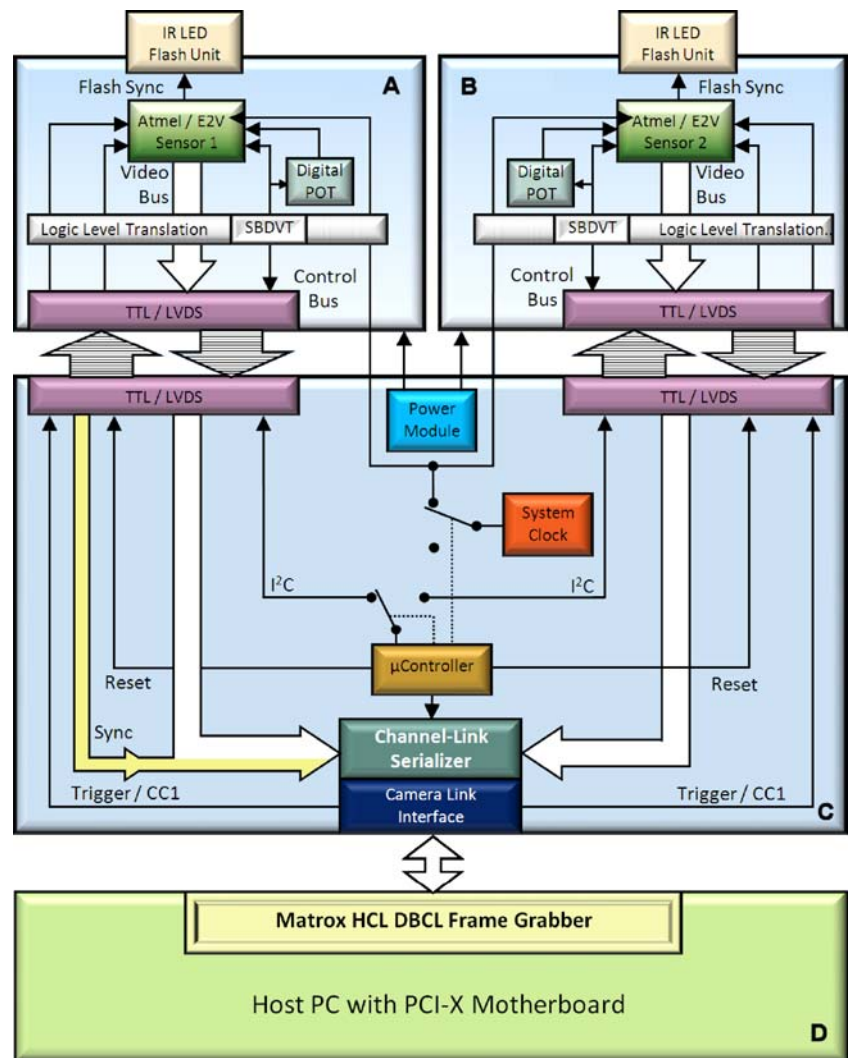 IR LED
Flash Unit
IR LED
Flash Unit
Flash Sync
A
B
Flash Sync
Atmel / E2V
Sensor 1
Atmel / E2V
Sensor 2
Video
Bus
Digital
POT
Digital
POT
Video
Bus
Logic Level Translation
SBDVT
SBDVT
Logic Level Translation..
Control
Bus
Control
Bus
TTL / LVDS
TTL / LVDS
TTL / LVDS
TTL / LVDS
Power
Module
System
Clock
I²C
I²C
µController
Reset
Reset
Sync
Channel-Link
Serializer
Trigger / CC1
Trigger / CC1
Camera Link
Interface
C
Matrox HCL DBCL Frame Grabber
Host PC with PCI-X Motherboard
D